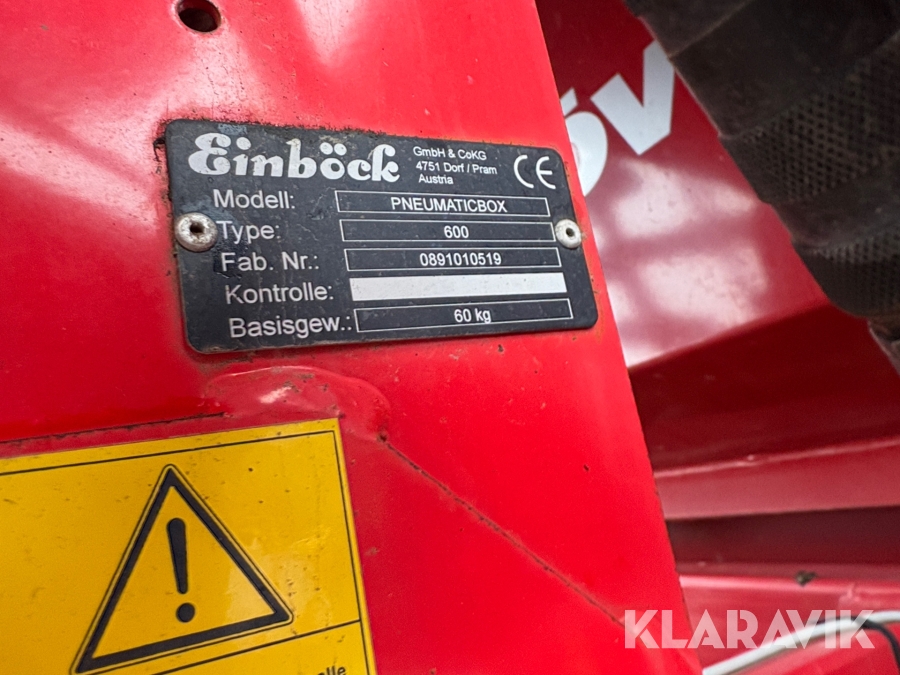 Einböck
GmbH & CoKG
4751 Dorf / Pram
Austria
CE
Modell: PNEUMATICBOX
Type: 600
Fab. Nr.: 0891010519
Kontrolle:
Basisgew.: 60 kg
öv
KLARAVIK